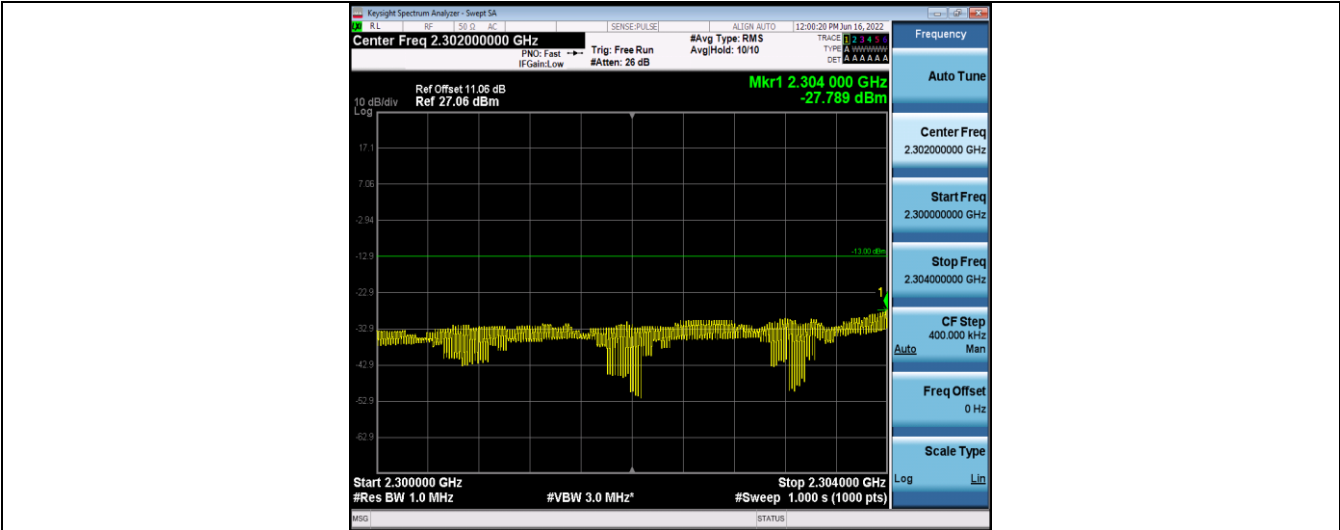 Keysight Spectrum Analyzer - Swept SA
RL RF 50 Ω AC SENSE:PULSE ALIGN AUTO 12:00:20 PM Jun 16, 2022
Center Freq 2.302000000 GHz
PNO: Fast
IFGain:Low
Trig: Free Run
#Atten: 26 dB
#Avg Type: RMS
Avg|Hold: 10/10
TRACE 1 2 3 4 5 6
TYPE A WWWWW
DET A A A A A A
Ref Offset 11.06 dB
10 dB/div Ref 27.06 dBm
Log
Mkr1 2.304 000 GHz
-27.789 dBm
17.1
7.06
-2.94
-12.9
-22.9
-32.9
-42.9
-52.9
-62.9
-13.00 dBm
1
Start 2.300000 GHz Stop 2.304000 GHz
#Res BW 1.0 MHz #VBW 3.0 MHz* #Sweep 1.000 s (1000 pts)
MSG STATUS
Frequency
Auto Tune
Center Freq
2.302000000 GHz
Start Freq
2.300000000 GHz
Stop Freq
2.304000000 GHz
CF Step
400.000 kHz
Auto Man
Freq Offset
0 Hz
Scale Type
Log Lin